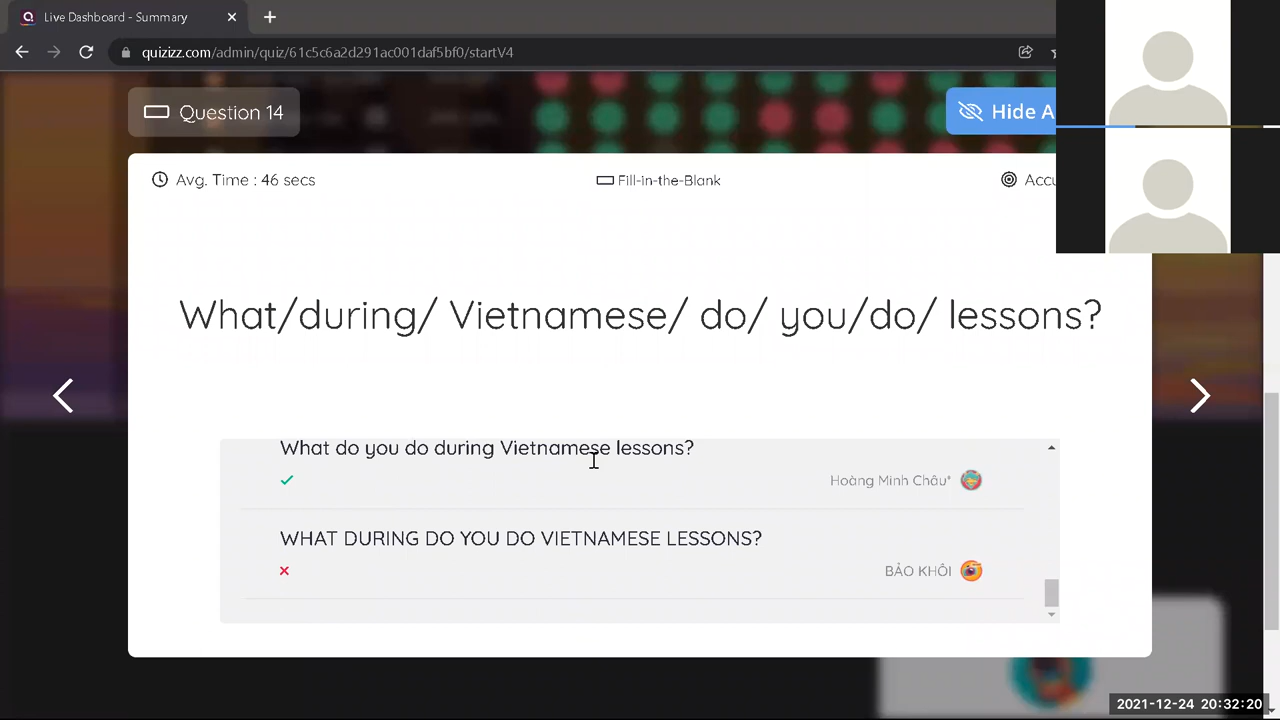 Live Dashboard - Summary
quizizz.com/admin/quiz/61c5c6a2d291ac001daf5bf0/startV4
Question 14
Hide A
Avg. Time : 46 secs
Fill-in-the-Blank
Accu
What/during/ Vietnamese/ do/ you/do/ lessons?
What do you do during Vietnamese lessons?
Hoàng Minh Châu*
WHAT DURING DO YOU DO VIETNAMESE LESSONS?
BẢO KHÔI
2021-12-24 20:32:20